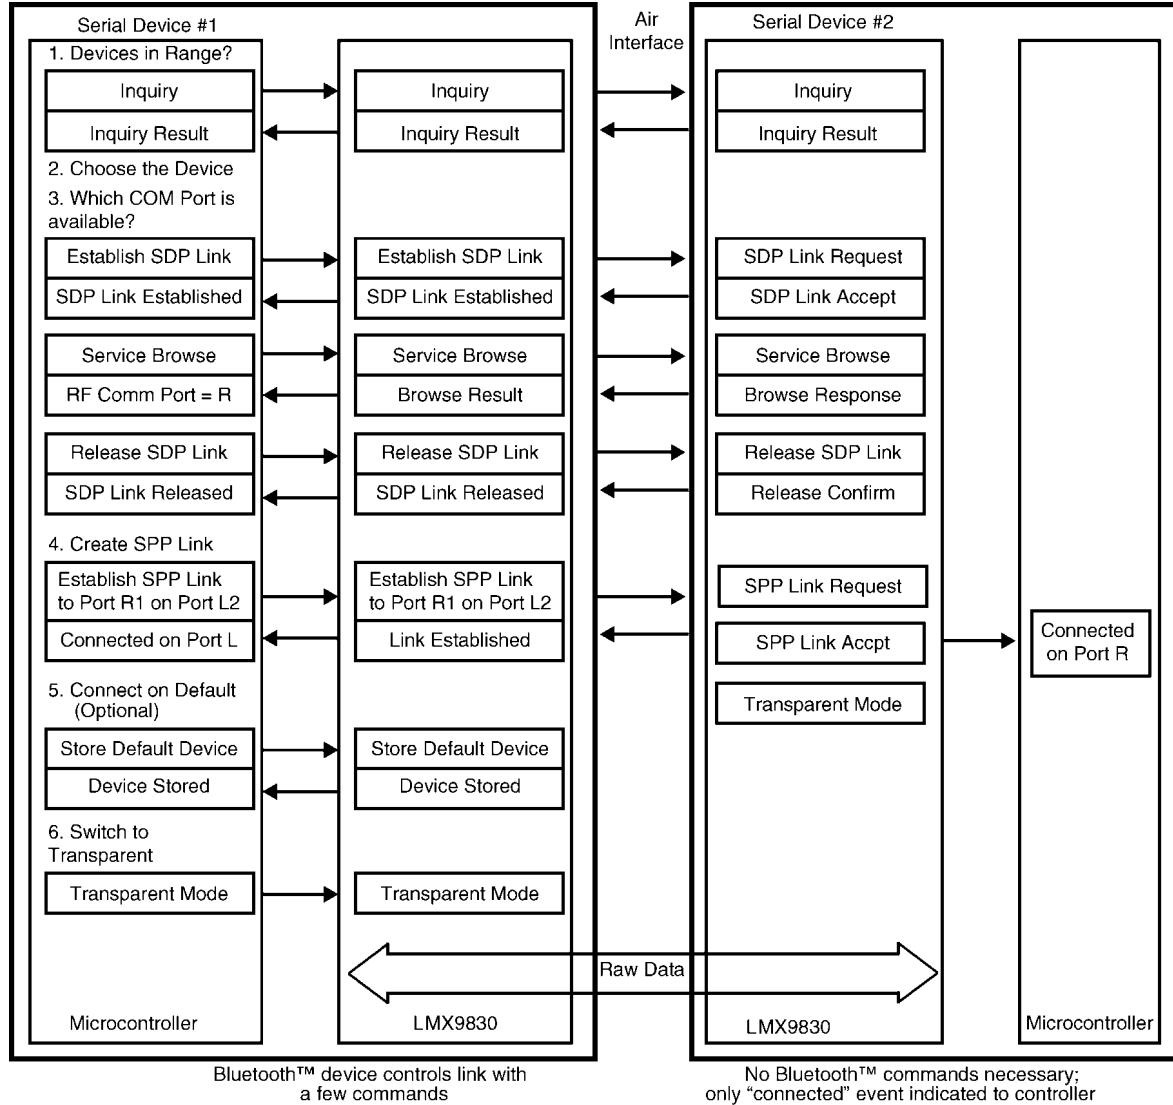 Serial Device #1
Air
Interface
Serial Device #2
1. Devices in Range?
Inquiry
Inquiry
Inquiry
Inquiry Result
Inquiry Result
Inquiry Result
2. Choose the Device
3. Which COM Port is
available?
Establish SDP Link
Establish SDP Link
SDP Link Request
SDP Link Established
SDP Link Established
SDP Link Accept
Service Browse
Service Browse
Service Browse
RF Comm Port = R
Browse Result
Browse Response
Release SDP Link
Release SDP Link
Release SDP Link
SDP Link Released
SDP Link Released
Release Confirm
4. Create SPP Link
Establish SPP Link
to Port R1 on Port L2
Establish SPP Link
to Port R1 on Port L2
SPP Link Request
Connected on Port L
Link Established
SPP Link Accpt
Connected
on Port R
5. Connect on Default
(Optional)
Transparent Mode
Store Default Device
Store Default Device
Device Stored
Device Stored
6. Switch to
Transparent
Transparent Mode
Transparent Mode
Raw Data
Microcontroller
LMX9830
LMX9830
Microcontroller
Bluetooth™ device controls link with
a few commands
No Bluetooth™ commands necessary;
only “connected” event indicated to controller